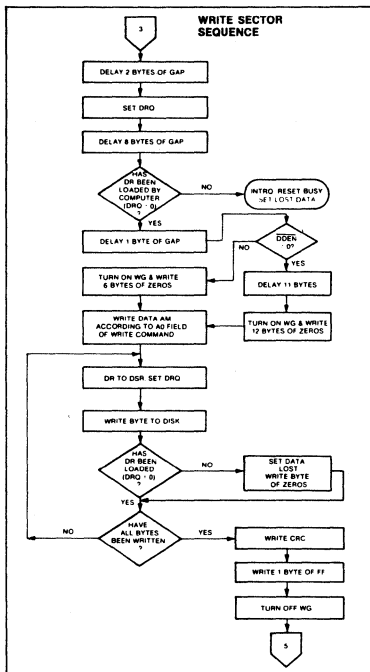 WRITE SECTOR
SEQUENCE
3
DELAY 2 BYTES OF GAP
SET DRQ
DELAY 8 BYTES OF GAP
HAS
DR BEEN
LOADED BY
COMPUTER
(DRQ = 0)
?
NO
INTRQ RESET BUSY
SET LOST DATA
YES
DELAY 1 BYTE OF GAP
DDEN
= 0?
NO
YES
TURN ON WG & WRITE
6 BYTES OF ZEROS
DELAY 11 BYTES
WRITE DATA AM
ACCORDING TO A0 FIELD
OF WRITE COMMAND
TURN ON WG & WRITE
12 BYTES OF ZEROS
DR TO DSR SET DRQ
WRITE BYTE TO DISK
HAS
DR BEEN
LOADED
(DRQ = 0)
?
NO
SET DATA
LOST
WRITE BYTE
OF ZEROS
YES
HAVE
ALL BYTES
BEEN WRITTEN
?
NO
YES
WRITE CRC
WRITE 1 BYTE OF FF
TURN OFF WG
5